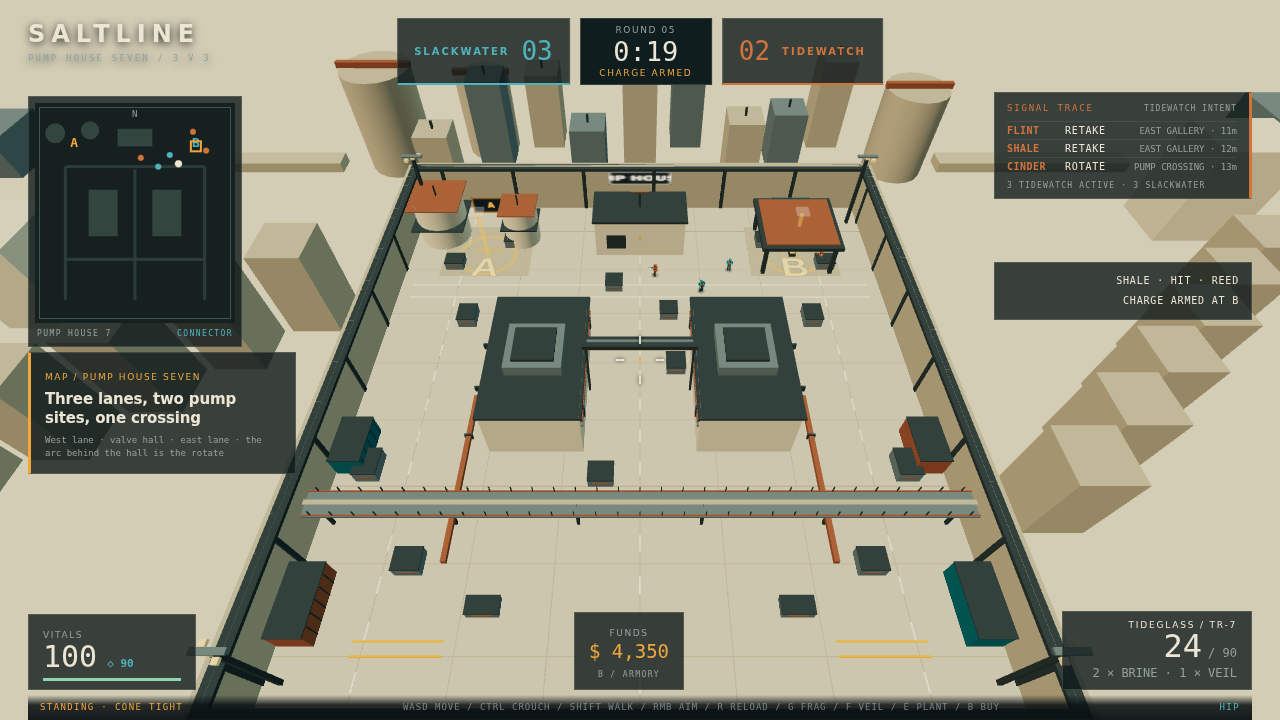 SALTLINE
PUMP HOUSE SEVEN / 3 V 3
SLACKWATER 03
ROUND 05
0:19
CHARGE ARMED
02 TIDEWATCH
N
A
B
PUMP HOUSE 7 CONNECTOR
MAP / PUMP HOUSE SEVEN
Three lanes, two pump
sites, one crossing
West lane · valve hall · east lane · the
arc behind the hall is the rotate
SIGNAL TRACE TIDEWATCH INTENT
FLINT RETAKE EAST GALLERY · 11m
SHALE RETAKE EAST GALLERY · 12m
CINDER ROTATE PUMP CROSSING · 13m
3 TIDEWATCH ACTIVE · 3 SLACKWATER
SHALE · HIT · REED
CHARGE ARMED AT B
A
A
B
VITALS
100 ◇ 90
FUNDS
$ 4,350
B / ARMORY
TIDEGLASS / TR-7
24 / 90
2 × BRINE · 1 × VEIL
STANDING · CONE TIGHT
WASD MOVE / CTRL CROUCH / SHIFT WALK / RMB AIM / R RELOAD / G FRAG / F VEIL / E PLANT / B BUY
HIP